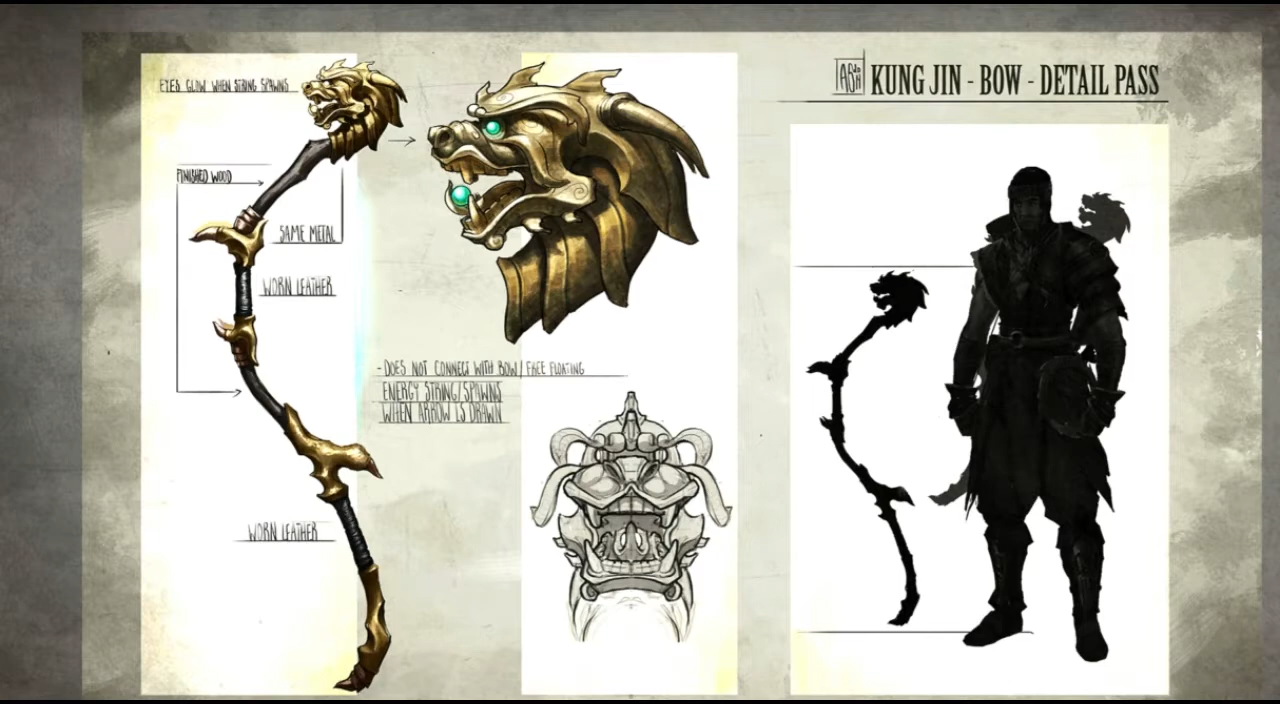 KUNG JIN - BOW - DETAIL PASS
EYES GLOW WHEN STRING SPAWNS
FINISHED WOOD
SAME METAL
WORN LEATHER
- DOES NOT CONNECT WITH BOW / FREE FLOATING
ENERGY STRING/SPAWNS
WHEN ARROW IS DRAWN
WORN LEATHER